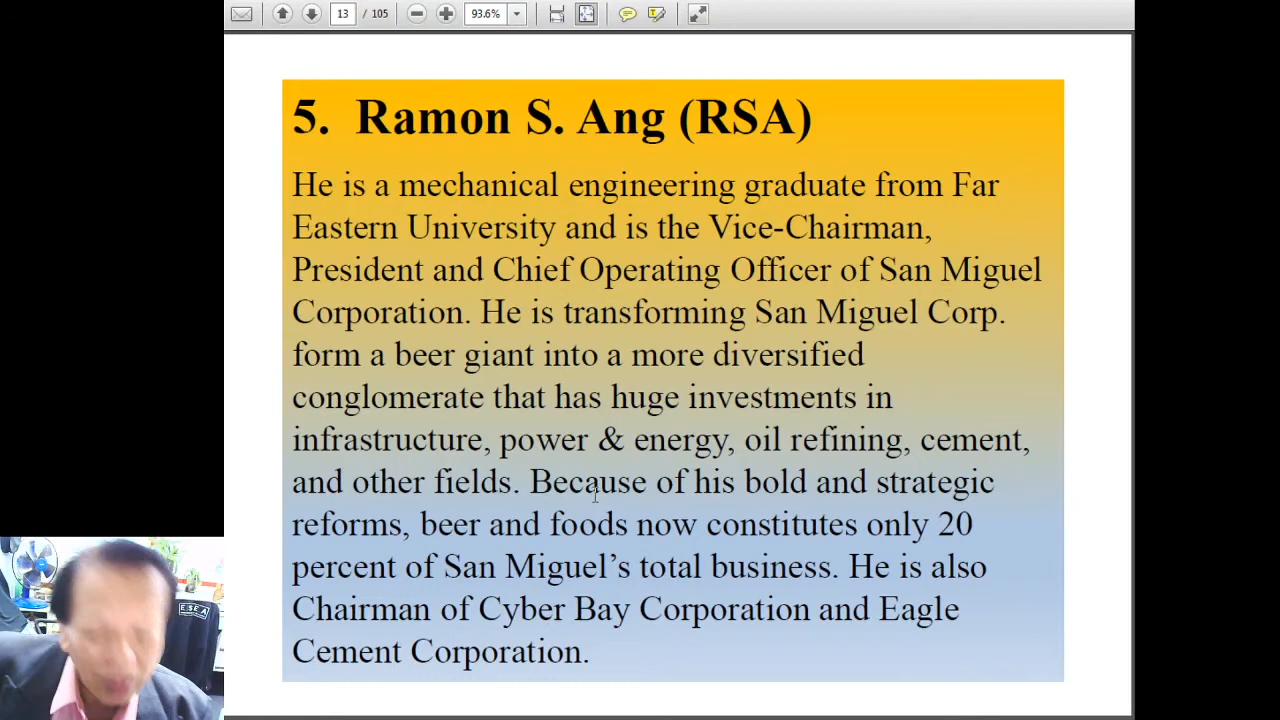 13 / 105 93.6%
5. Ramon S. Ang (RSA)
He is a mechanical engineering graduate from Far
Eastern University and is the Vice-Chairman,
President and Chief Operating Officer of San Miguel
Corporation. He is transforming San Miguel Corp.
form a beer giant into a more diversified
conglomerate that has huge investments in
infrastructure, power & energy, oil refining, cement,
and other fields. Because of his bold and strategic
reforms, beer and foods now constitutes only 20
percent of San Miguel’s total business. He is also
Chairman of Cyber Bay Corporation and Eagle
Cement Corporation.
ESEA